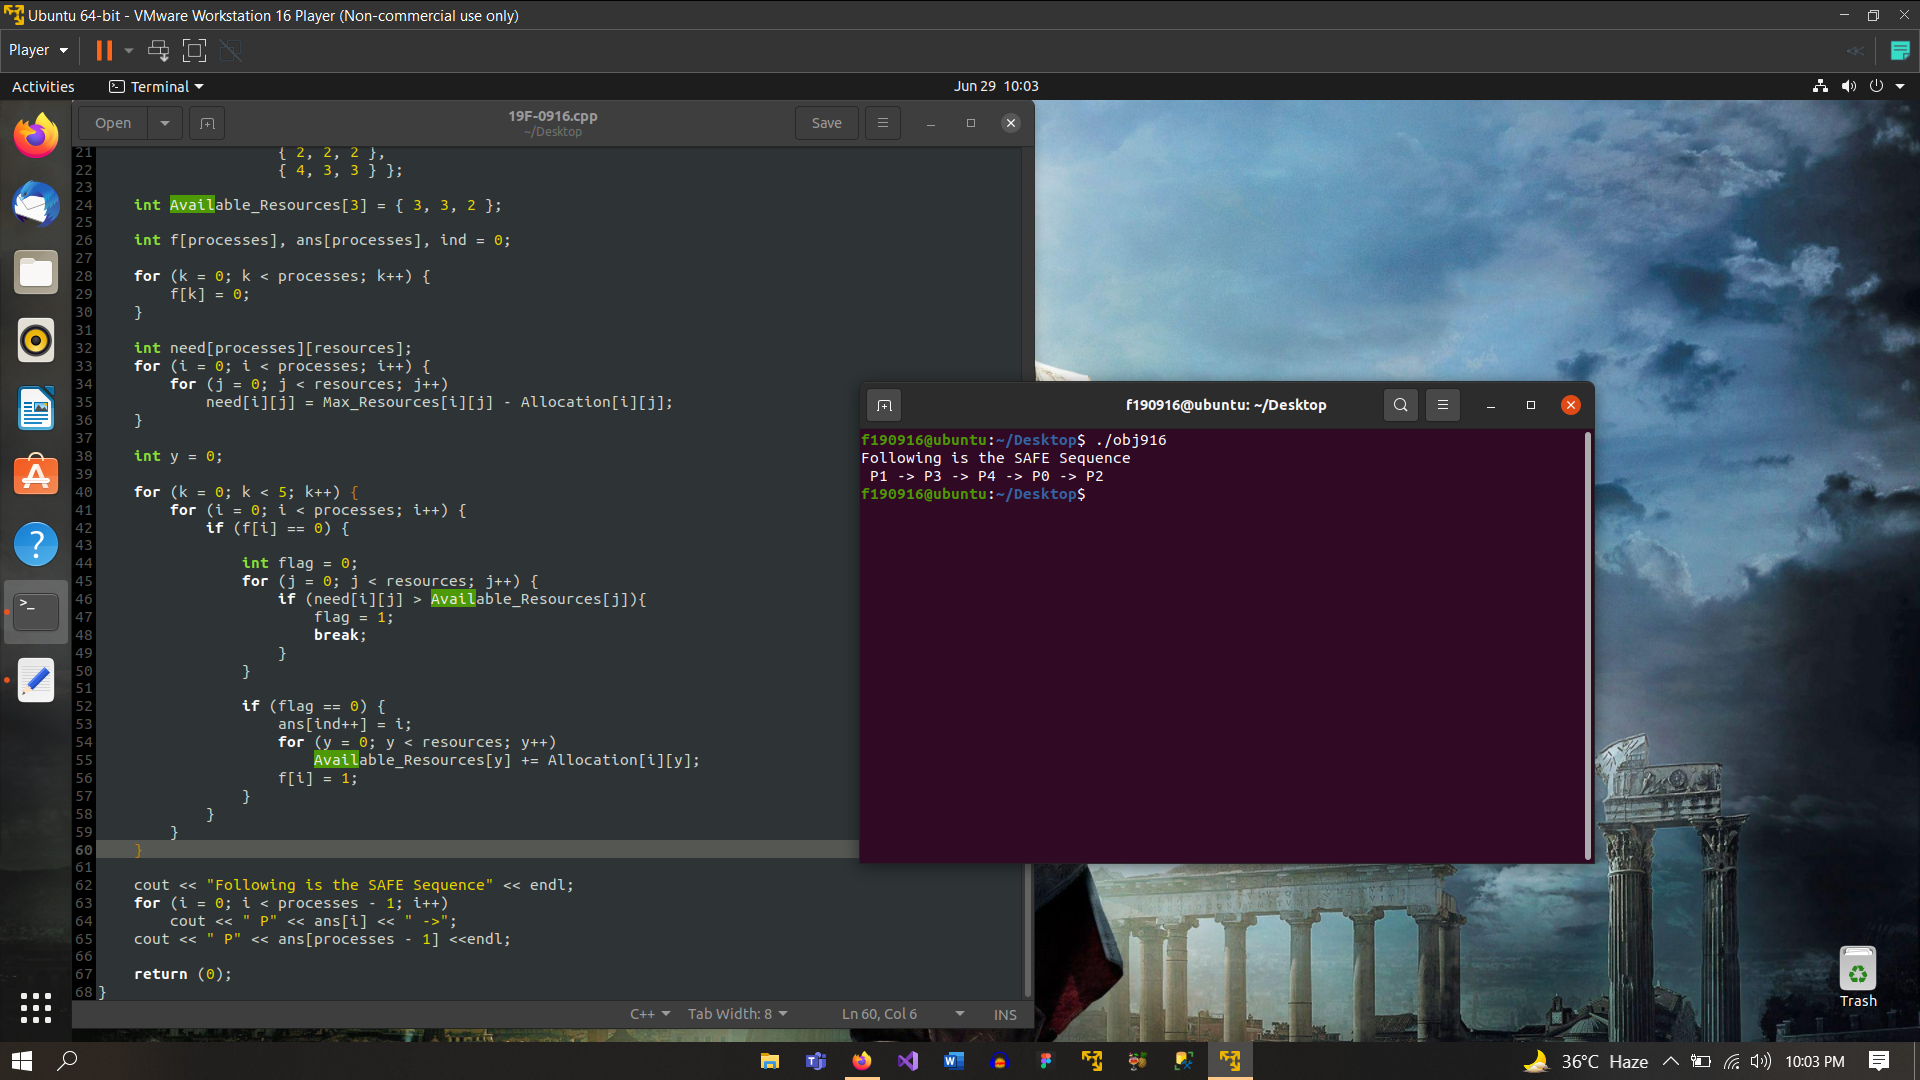 Ubuntu 64-bit - VMware Workstation 16 Player (Non-commercial use only)
Player
Activities
Terminal
Jun 29 10:03
Open
19F-0916.cpp
~/Desktop
Save
21 { 2, 2, 2 },
22 { 4, 3, 3 } };
23
24 int Available_Resources[3] = { 3, 3, 2 };
25
26 int f[processes], ans[processes], ind = 0;
27
28 for (k = 0; k < processes; k++) {
29 f[k] = 0;
30 }
31
32 int need[processes][resources];
33 for (i = 0; i < processes; i++) {
34 for (j = 0; j < resources; j++)
35 need[i][j] = Max_Resources[i][j] - Allocation[i][j];
36 }
37
38 int y = 0;
39
40 for (k = 0; k < 5; k++) {
41 for (i = 0; i < processes; i++) {
42 if (f[i] == 0) {
43
44 int flag = 0;
45 for (j = 0; j < resources; j++) {
46 if (need[i][j] > Available_Resources[j]){
47 flag = 1;
48 break;
49 }
50 }
51
52 if (flag == 0) {
53 ans[ind++] = i;
54 for (y = 0; y < resources; y++)
55 Available_Resources[y] += Allocation[i][y];
56 f[i] = 1;
57 }
58 }
59 }
60 }
61
62 cout << "Following is the SAFE Sequence" << endl;
63 for (i = 0; i < processes - 1; i++)
64 cout << " P" << ans[i] << " ->";
65 cout << " P" << ans[processes - 1] <<endl;
66
67 return (0);
68 }
C++
Tab Width: 8
Ln 60, Col 6
INS
f190916@ubuntu: ~/Desktop
f190916@ubuntu:~/Desktop$ ./obj916
Following is the SAFE Sequence
P1 -> P3 -> P4 -> P0 -> P2
f190916@ubuntu:~/Desktop$
Trash
36°C Haze
10:03 PM